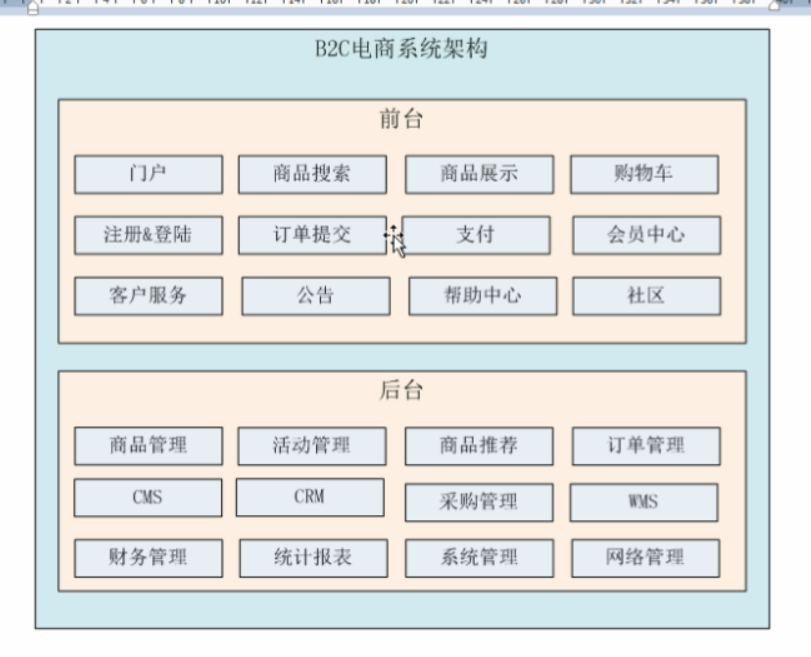 B2C电商系统架构
前台
门户 商品搜索 商品展示 购物车
注册&登陆 订单提交 支付 会员中心
客户服务 公告 帮助中心 社区
后台
商品管理 活动管理 商品推荐 订单管理
CMS CRM 采购管理 WMS
财务管理 统计报表 系统管理 网络管理